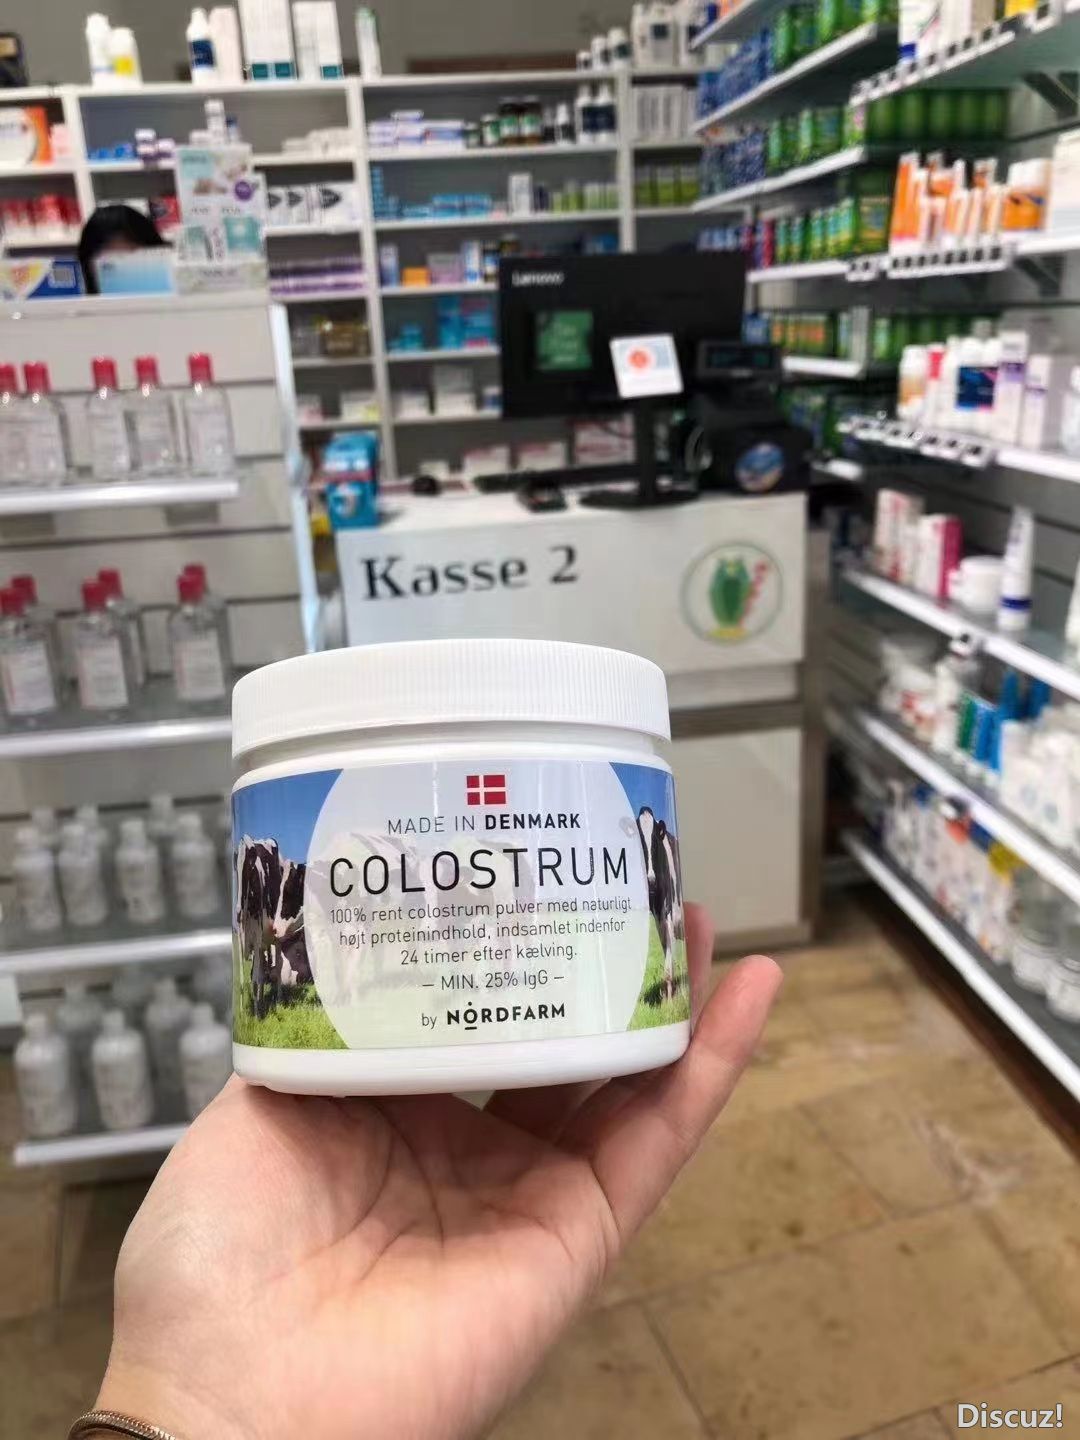 Lenovo
Kasse 2
MADE IN DENMARK
COLOSTRUM
100% rent colostrum pulver med naturligt
højt proteinindhold, indsamlet indenfor
24 timer efter kælving.
– MIN. 25% IgG –
by NORDFARM
Discuz!